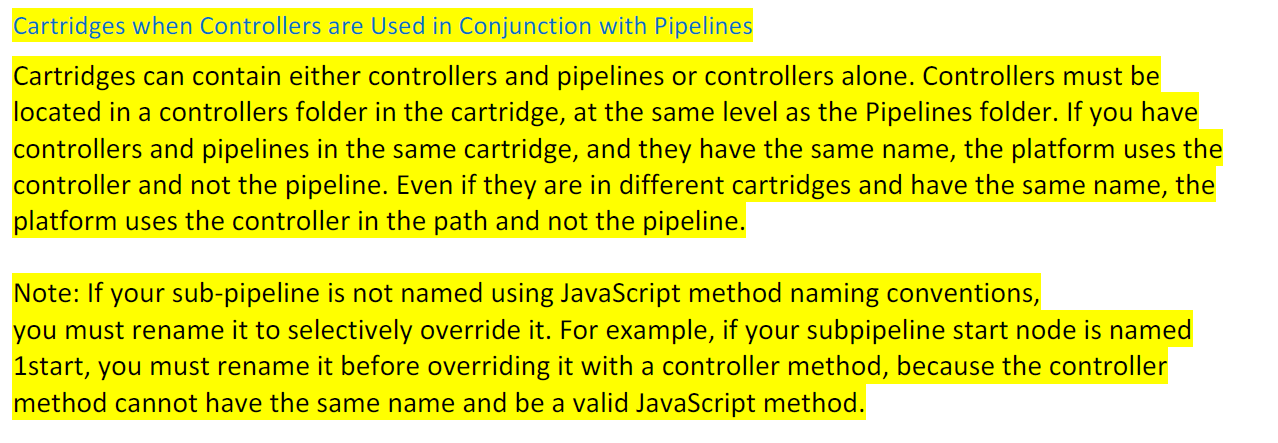 Cartridges when Controllers are Used in Conjunction with Pipelines
Cartridges can contain either controllers and pipelines or controllers alone. Controllers must be
located in a controllers folder in the cartridge, at the same level as the Pipelines folder. If you have
controllers and pipelines in the same cartridge, and they have the same name, the platform uses the
controller and not the pipeline. Even if they are in different cartridges and have the same name, the
platform uses the controller in the path and not the pipeline.
Note: If your sub-pipeline is not named using JavaScript method naming conventions,
you must rename it to selectively override it. For example, if your subpipeline start node is named
1start, you must rename it before overriding it with a controller method, because the controller
method cannot have the same name and be a valid JavaScript method.